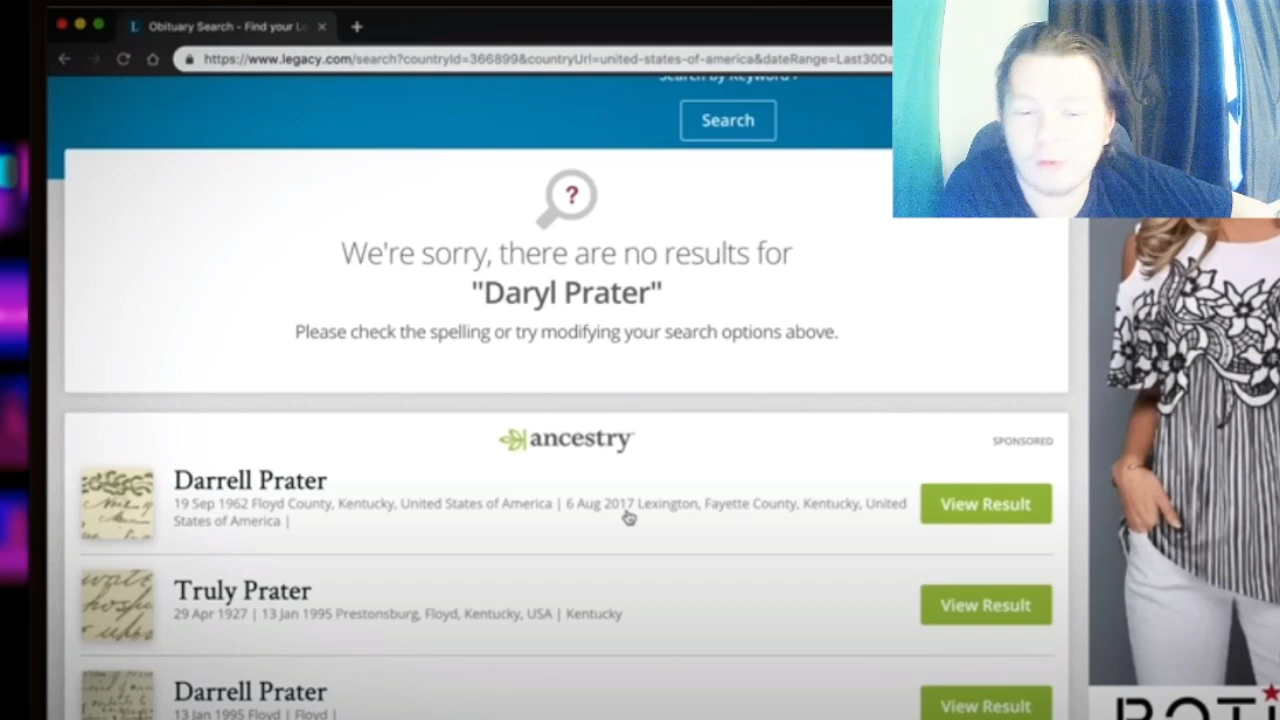 Obituary Search - Find your Lo
https://www.legacy.com/search?countryId=366899&countryUrl=united-states-of-america&dateRange=Last30Da
Search by Keyword
Search
?
We're sorry, there are no results for
"Daryl Prater"
Please check the spelling or try modifying your search options above.
ancestry
SPONSORED
Darrell Prater
19 Sep 1962 Floyd County, Kentucky, United States of America | 6 Aug 2017 Lexington, Fayette County, Kentucky, United
States of America |
View Result
Truly Prater
29 Apr 1927 | 13 Jan 1995 Prestonsburg, Floyd, Kentucky, USA | Kentucky
View Result
Darrell Prater
13 Jan 1995 Floyd | Floyd |
View Result